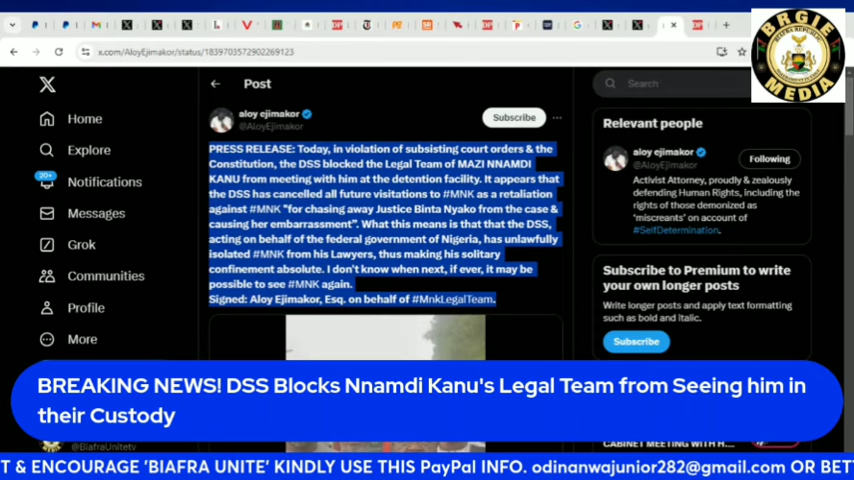 x.com/AloyEjimakor/status/1839703572902269123
BRGIE
BIAFRA REPUBLIC
MEDIA
Post
Search
Home
Explore
20+
Notifications
Messages
Grok
Communities
Profile
More
aloy ejimakor
@AloyEjimakor
Subscribe
PRESS RELEASE: Today, in violation of subsisting court orders & the
Constitution, the DSS blocked the Legal Team of MAZI NNAMDI
KANU from meeting with him at the detention facility. It appears that
the DSS has cancelled all future visitations to #MNK as a retaliation
against #MNK "for chasing away Justice Binta Nyako from the case &
causing her embarrassment". What this means is that that the DSS,
acting on behalf of the federal government of Nigeria, has unlawfully
isolated #MNK from his Lawyers, thus making his solitary
confinement absolute. I don't know when next, if ever, it may be
possible to see #MNK again.
Signed: Aloy Ejimakor, Esq. on behalf of #MnkLegalTeam.
Relevant people
aloy ejimakor
@AloyEjimakor
Following
Activist Attorney, proudly & zealously
defending Human Rights, including the
rights of those demonized as
'miscreants' on account of
#SelfDetermination.
Subscribe to Premium to write
your own longer posts
Write longer posts and apply text formatting
such as bold and italic.
Subscribe
BREAKING NEWS! DSS Blocks Nnamdi Kanu's Legal Team from Seeing him in
their Custody
@BiafraUnitetv
CABINET MEETING WITH H...
T & ENCOURAGE 'BIAFRA UNITE' KINDLY USE THIS PayPal INFO. odinanwajunior282@gmail.com OR BET